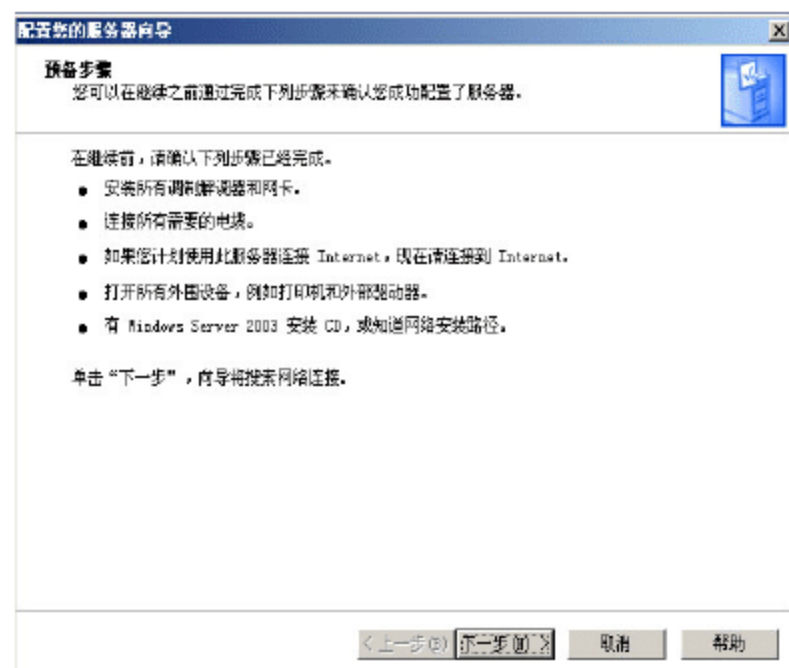 配置您的服务器向导
预备步骤
您可以在继续之前通过完成下列步骤来确认您成功配置了服务器。
在继续前，请确认下列步骤已经完成。
● 安装所有调制解调器和网卡。
● 连接所有需要的电缆。
● 如果您计划使用此服务器连接 Internet，现在请连接到 Internet。
● 打开所有外围设备，例如打印机和外部驱动器。
● 有 Windows Server 2003 安装 CD，或知道网络安装路径。
单击“下一步”，向导将搜索网络连接。
< 上一步(B) 下一步(N) > 取消 帮助